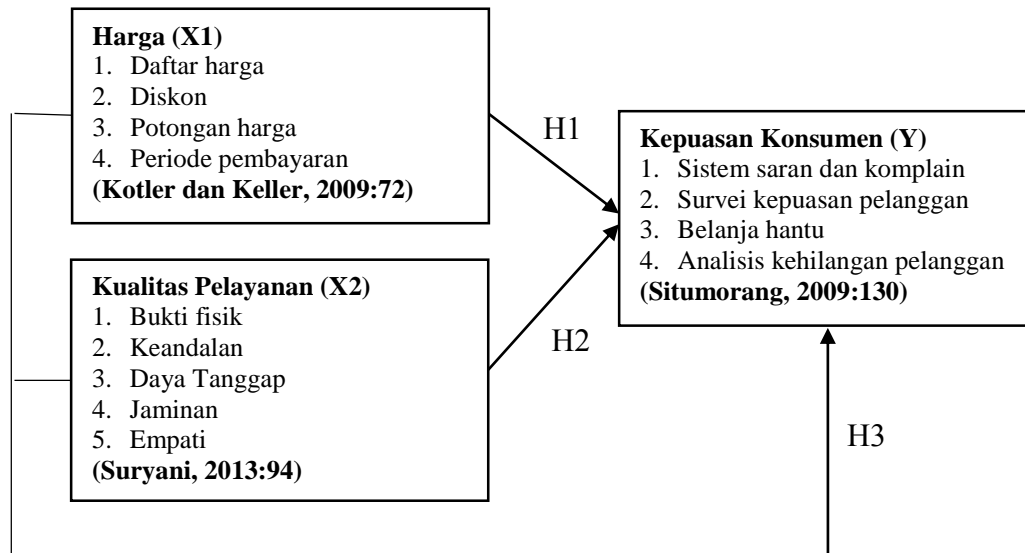 Harga (X1)
1. Daftar harga
2. Diskon
3. Potongan harga
4. Periode pembayaran
(Kotler dan Keller, 2009:72)
H1
Kepuasan Konsumen (Y)
1. Sistem saran dan komplain
2. Survei kepuasan pelanggan
3. Belanja hantu
4. Analisis kehilangan pelanggan
(Situmorang, 2009:130)
Kualitas Pelayanan (X2)
1. Bukti fisik
2. Keandalan
3. Daya Tanggap
4. Jaminan
5. Empati
(Suryani, 2013:94)
H2
H3